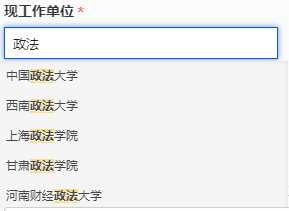 现工作单位 *
政法
中国政法大学
西南政法大学
上海政法学院
甘肃政法学院
河南财经政法大学